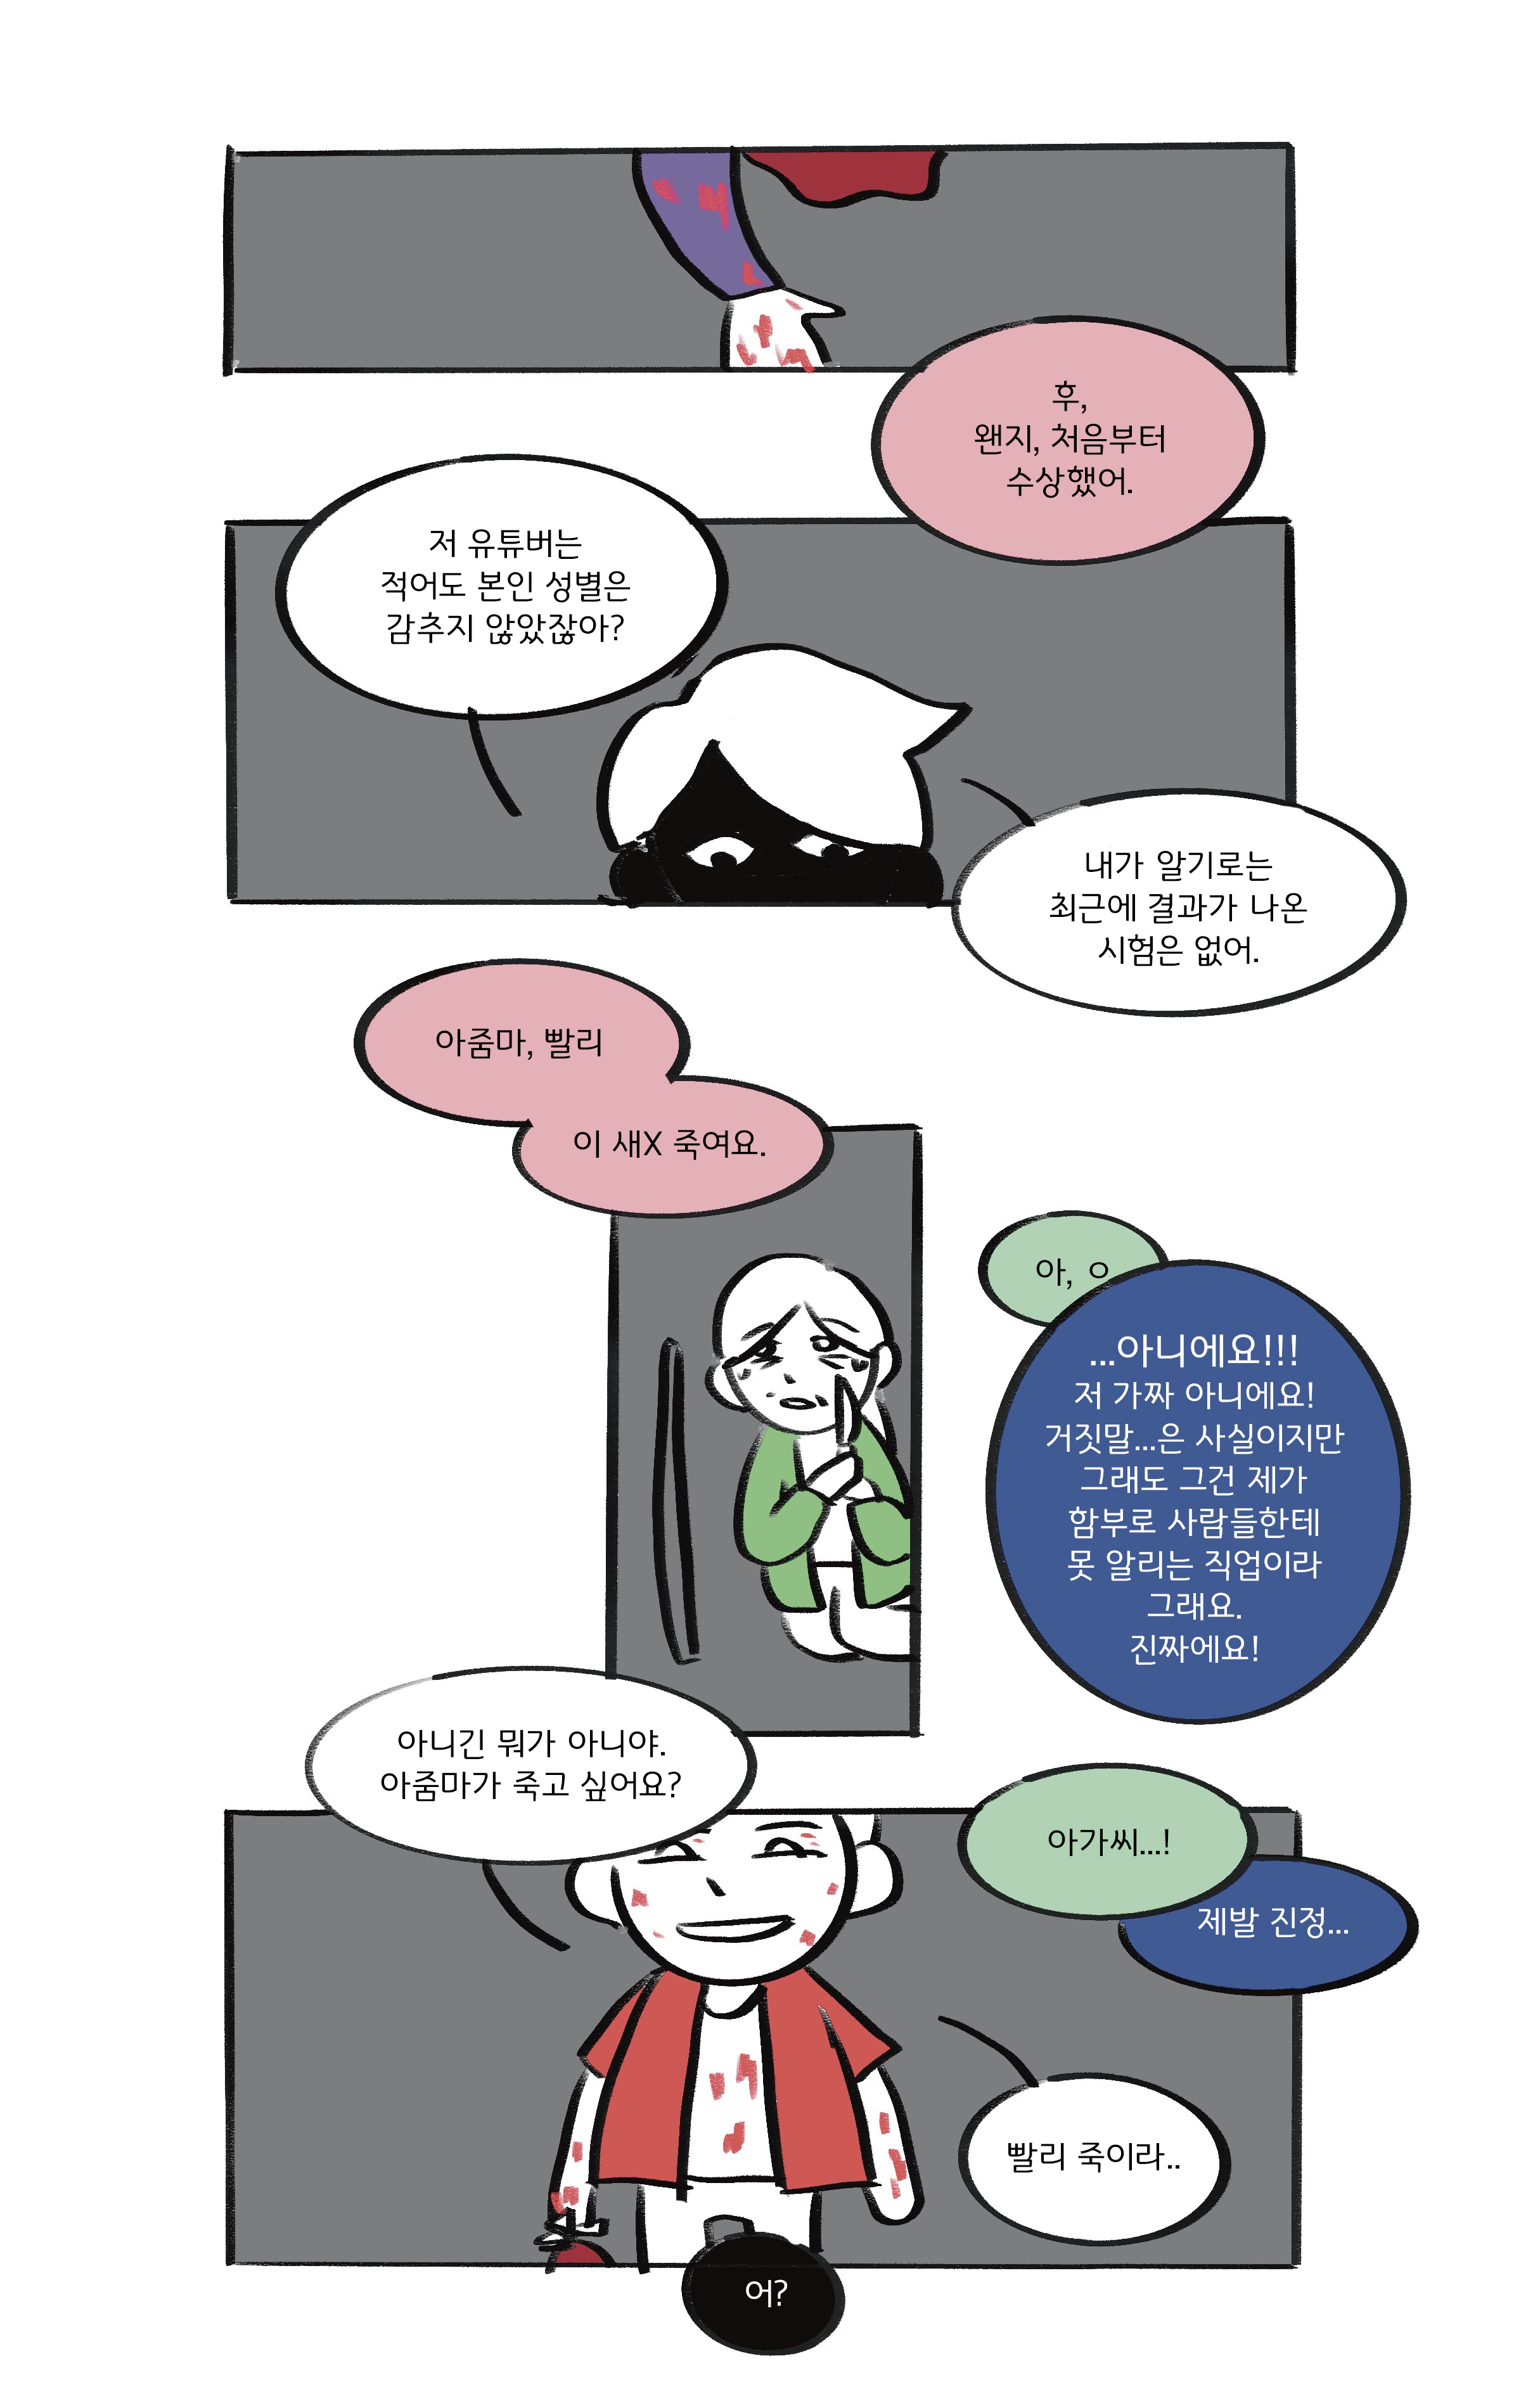 후,
왠지, 처음부터
수상했어.
저 유튜버는
적어도 본인 성별은
감추지 않았잖아?
내가 알기로는
최근에 결과가 나온
시험은 없어.
아줌마, 빨리
이 새X 죽여요.
아, ㅇ
...아니에요!!!
저 가짜 아니에요!
거짓말...은 사실이지만
그래도 그건 제가
함부로 사람들한테
못 알리는 직업이라
그래요.
진짜에요!
아니긴 뭐가 아니야.
아줌마가 죽고 싶어요?
아가씨...!
제발 진정...
빨리 죽이라..
어?